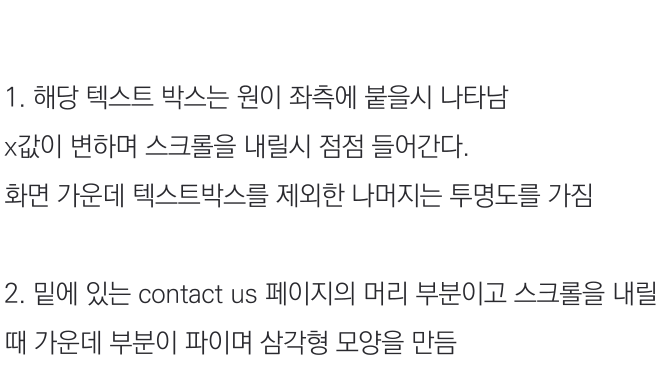 1. 해당 텍스트 박스는 원이 좌측에 붙을시 나타남
x값이 변하며 스크롤을 내릴시 점점 들어간다.
화면 가운데 텍스트박스를 제외한 나머지는 투명도를 가짐
2. 밑에 있는 contact us 페이지의 머리 부분이고 스크롤을 내릴
때 가운데 부분이 파이며 삼각형 모양을 만듬